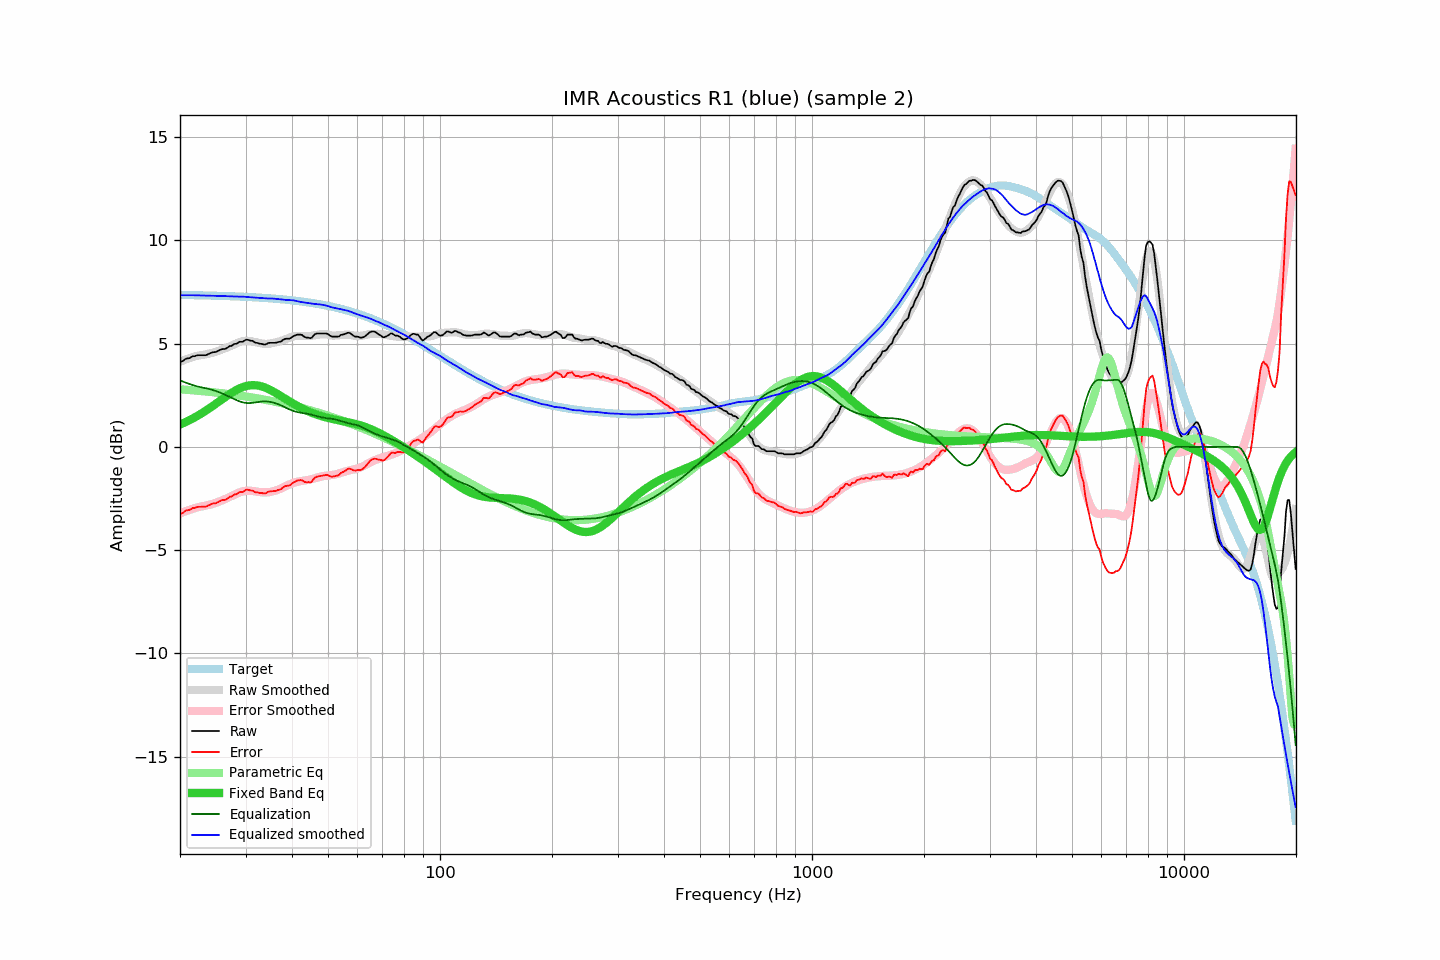 IMR Acoustics R1 (blue) (sample 2)
15
10
5
0
−5
−10
−15
Amplitude (dBr)
Target
Raw Smoothed
Error Smoothed
Raw
Error
Parametric Eq
Fixed Band Eq
Equalization
Equalized smoothed
100
1000
10000
Frequency (Hz)